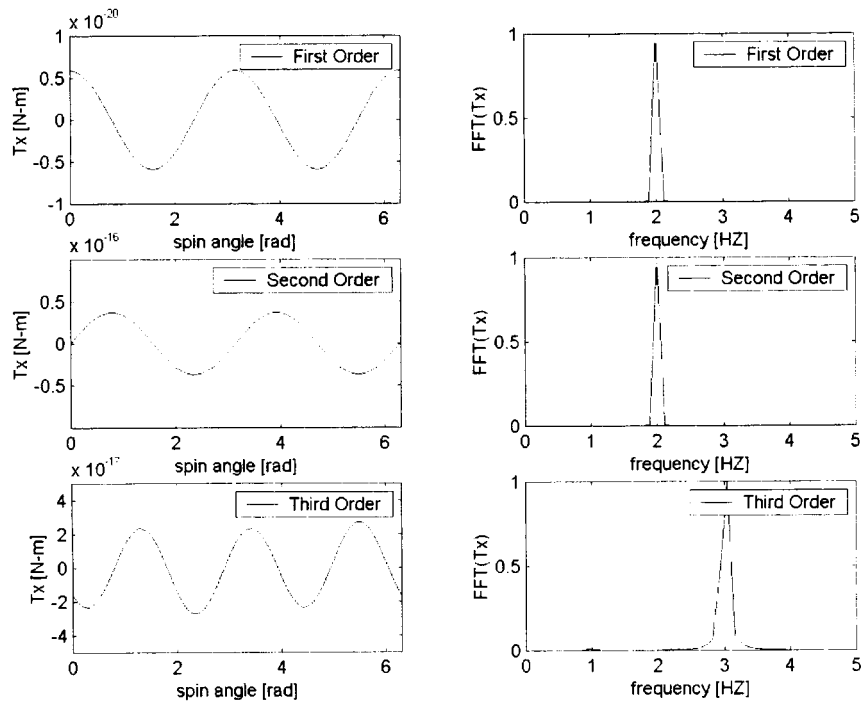 x 10^-20
1
0.5
0
-0.5
-1
Tx [N-m]
First Order
0 2 4 6
spin angle [rad]
1
0.5
0
FFT(Tx)
First Order
0 1 2 3 4 5
frequency [HZ]
x 10^-16
0.5
0
-0.5
Tx [N-m]
Second Order
0 2 4 6
spin angle [rad]
1
0.5
0
FFT(Tx)
Second Order
0 1 2 3 4 5
frequency [HZ]
x 10^-17
4
2
0
-2
-4
Tx [N-m]
Third Order
0 2 4 6
spin angle [rad]
1
0.5
0
FFT(Tx)
Third Order
0 1 2 3 4 5
frequency [HZ]